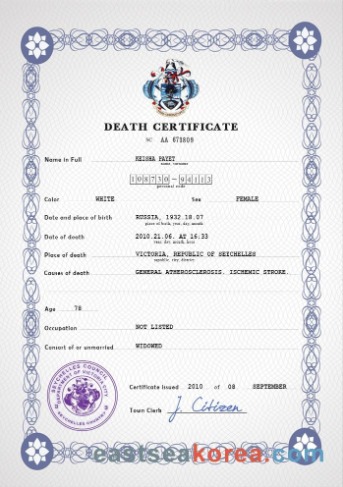 DEATH CERTIFICATE
Nº AA 673809
Name in Full KEISHA PAYET
name, surname
108730-94113
personal code
Color WHITE Sex FEMALE
Date and place of birth RUSSIA, 1932.18.07
place of birth, year, day, month
Date of death 2010.21.06. AT 16:33
year, day, month, hour
Place of death VICTORIA, REPUBLIC OF SEYCHELLES
republic, city, district
Causes of death GENERAL ATHEROSCLEROSIS. ISCHEMIC STROKE.
Age 78
Occupation NOT LISTED
Consort of or unmarried WIDOWED
SEYCHELLES COUNCIL
DEPARTMENT OF VICTORIA CITY
SEYCHELLES COUNTRY
Certificate issued 2010 of 08 SEPTEMBER
Town Clerk J. Citizen
eastseakorea.com